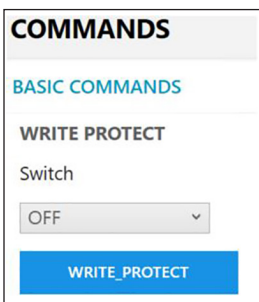 COMMANDS
BASIC COMMANDS
WRITE PROTECT
Switch
OFF
WRITE_PROTECT